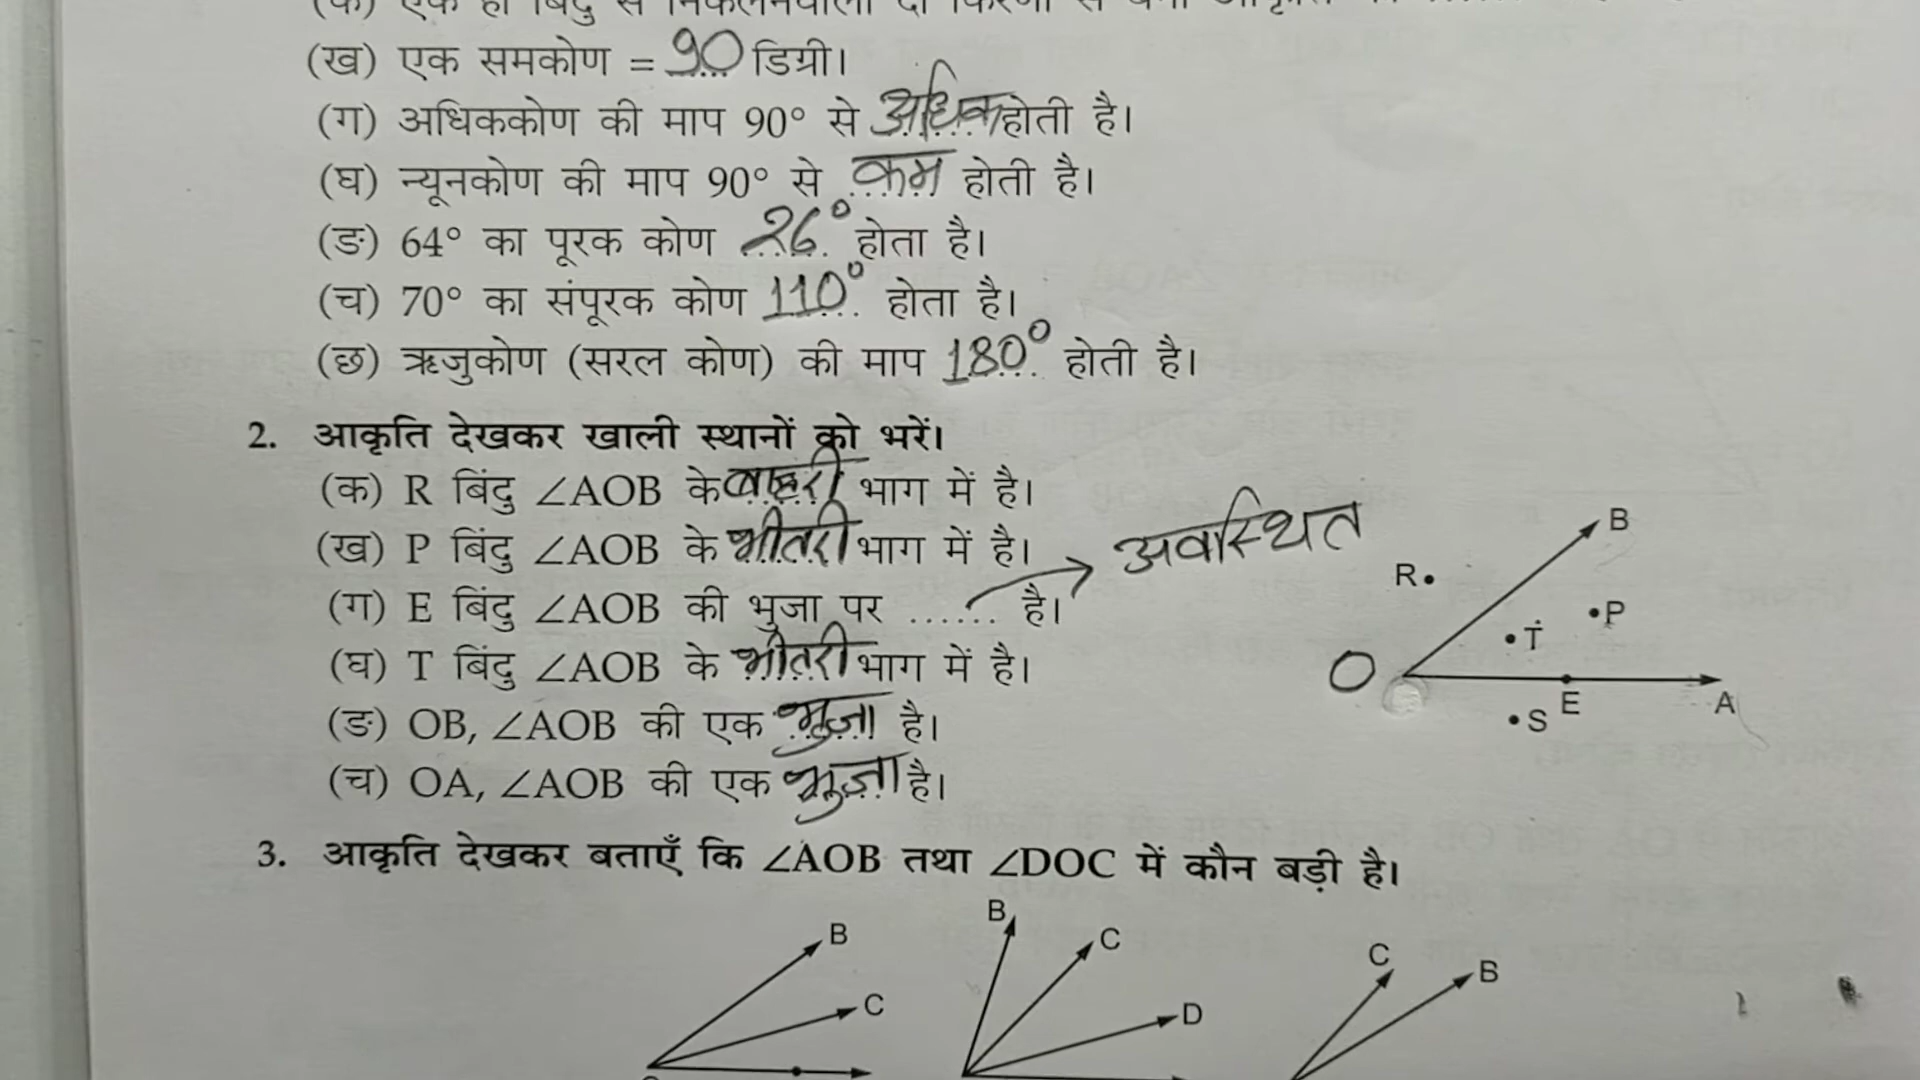 (ख) एक समकोण = 90 डिग्री।
(ग) अधिककोण की माप 90° से अधिक होती है।
(घ) न्यूनकोण की माप 90° से कम होती है।
(ङ) 64° का पूरक कोण 26° होता है।
(च) 70° का संपूरक कोण 110° होता है।
(छ) ऋजुकोण (सरल कोण) की माप 180° होती है।
2. आकृति देखकर खाली स्थानों को भरें।
(क) R बिंदु ∠AOB के बाहरी भाग में है।
(ख) P बिंदु ∠AOB के भीतरी भाग में है।
(ग) E बिंदु ∠AOB की भुजा पर ...... है। → अवस्थित
(घ) T बिंदु ∠AOB के भीतरी भाग में है।
(ङ) OB, ∠AOB की एक भुजा है।
(च) OA, ∠AOB की एक भुजा है।
B
R
P
T
O
E
A
S
3. आकृति देखकर बताएँ कि ∠AOB तथा ∠DOC में कौन बड़ी है।
B
C
B
C
D
C
B